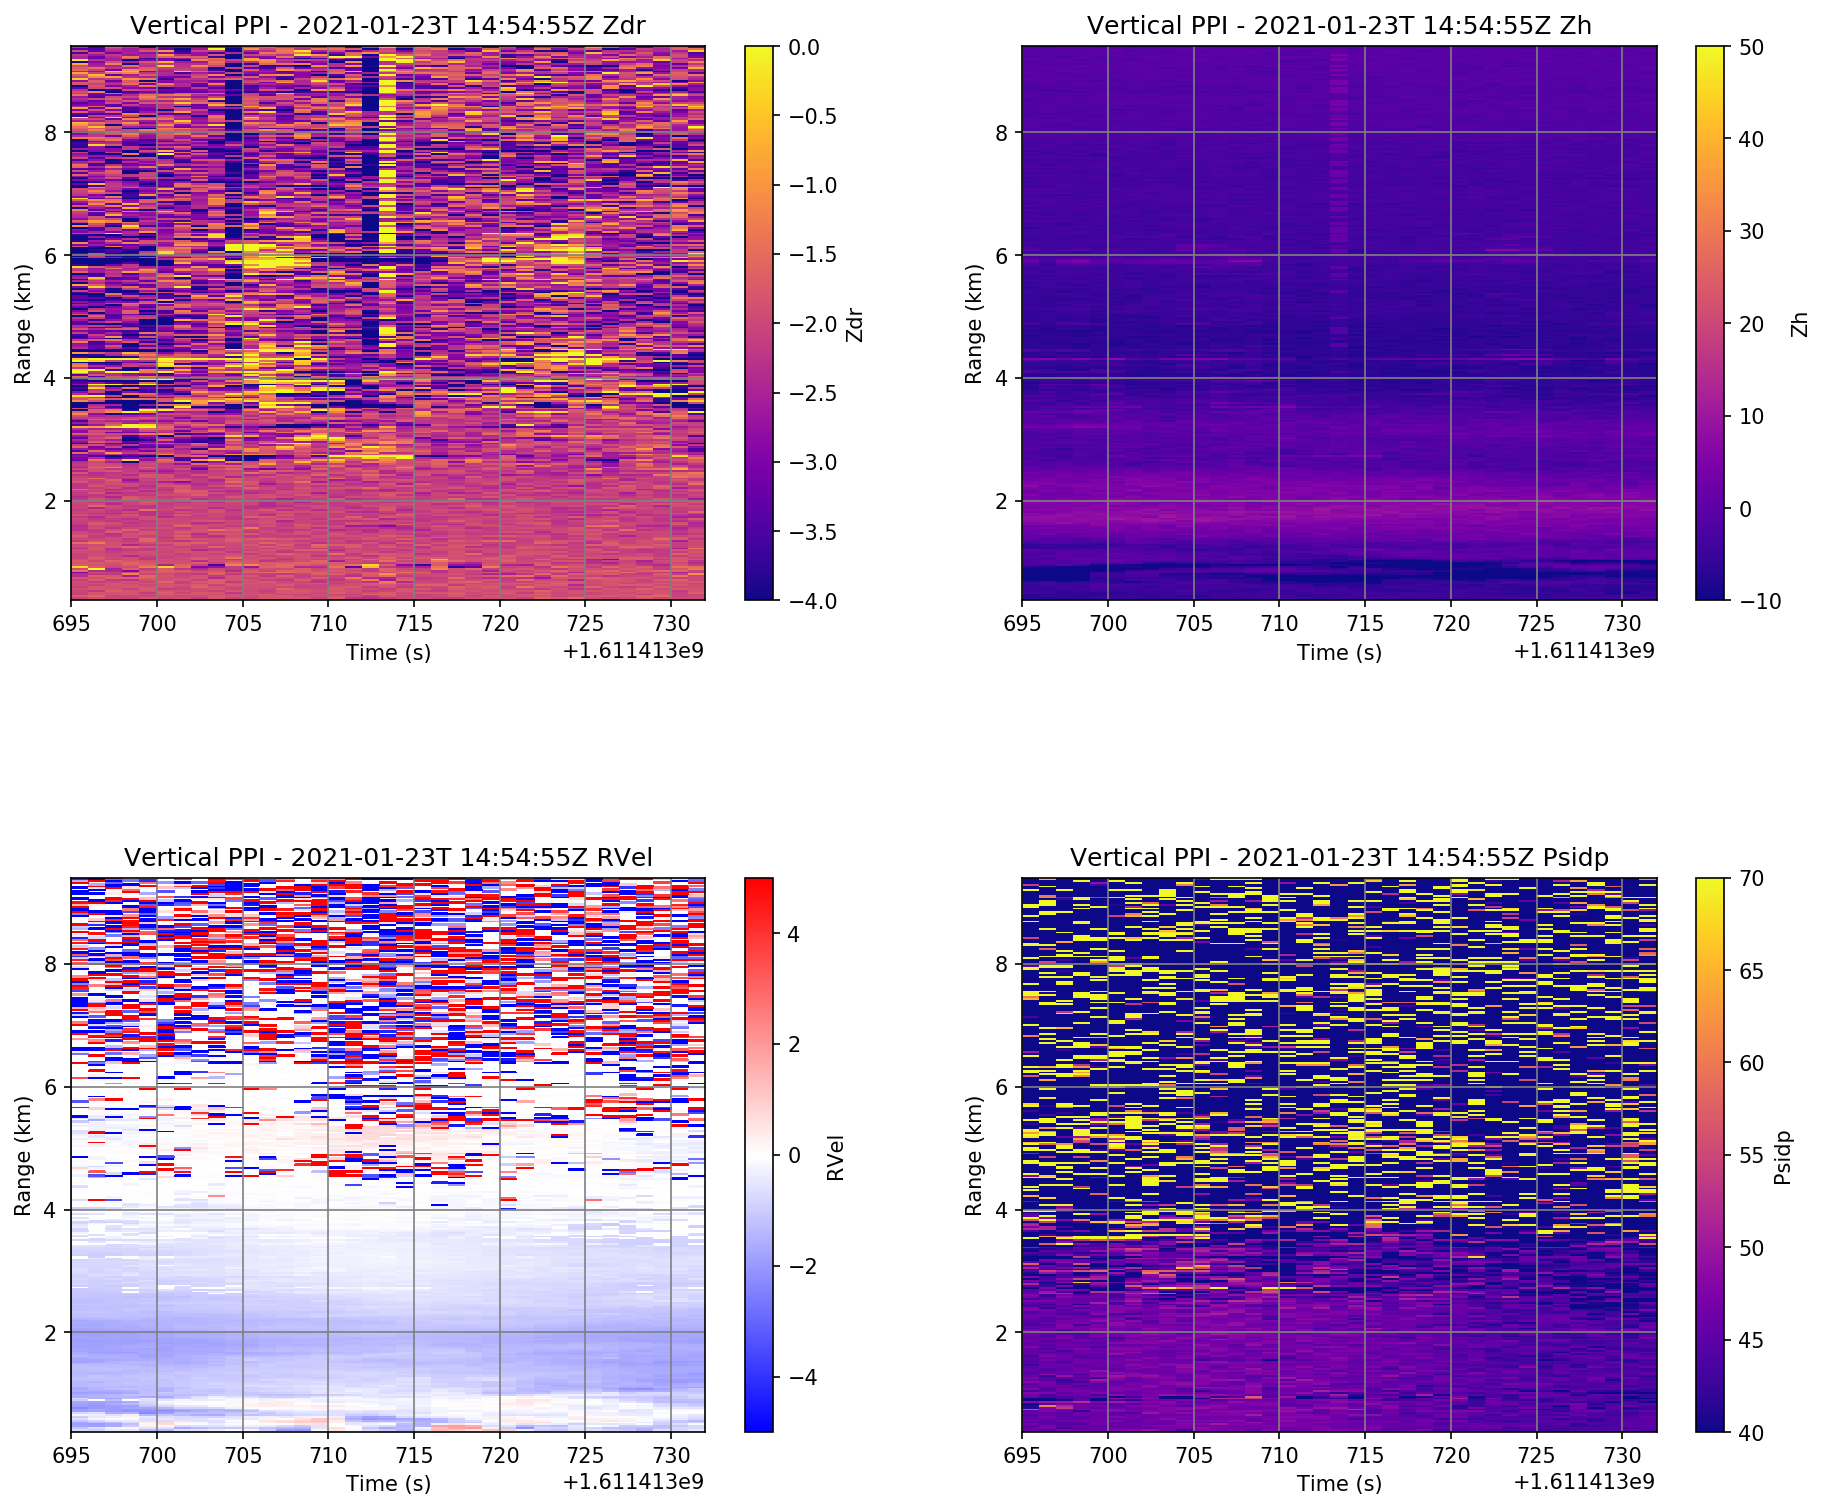 Vertical PPI - 2021-01-23T 14:54:55Z Zdr
8
6
4
2
Range (km)
695 700 705 710 715 720 725 730
Time (s)
+1.611413e9
0.0
−0.5
−1.0
−1.5
−2.0
−2.5
−3.0
−3.5
−4.0
Zdr
Vertical PPI - 2021-01-23T 14:54:55Z Zh
8
6
4
2
Range (km)
695 700 705 710 715 720 725 730
Time (s)
+1.611413e9
50
40
30
20
10
0
−10
Zh
Vertical PPI - 2021-01-23T 14:54:55Z RVel
8
6
4
2
Range (km)
695 700 705 710 715 720 725 730
Time (s)
+1.611413e9
4
2
0
−2
−4
RVel
Vertical PPI - 2021-01-23T 14:54:55Z Psidp
8
6
4
2
Range (km)
695 700 705 710 715 720 725 730
Time (s)
+1.611413e9
70
65
60
55
50
45
40
Psidp